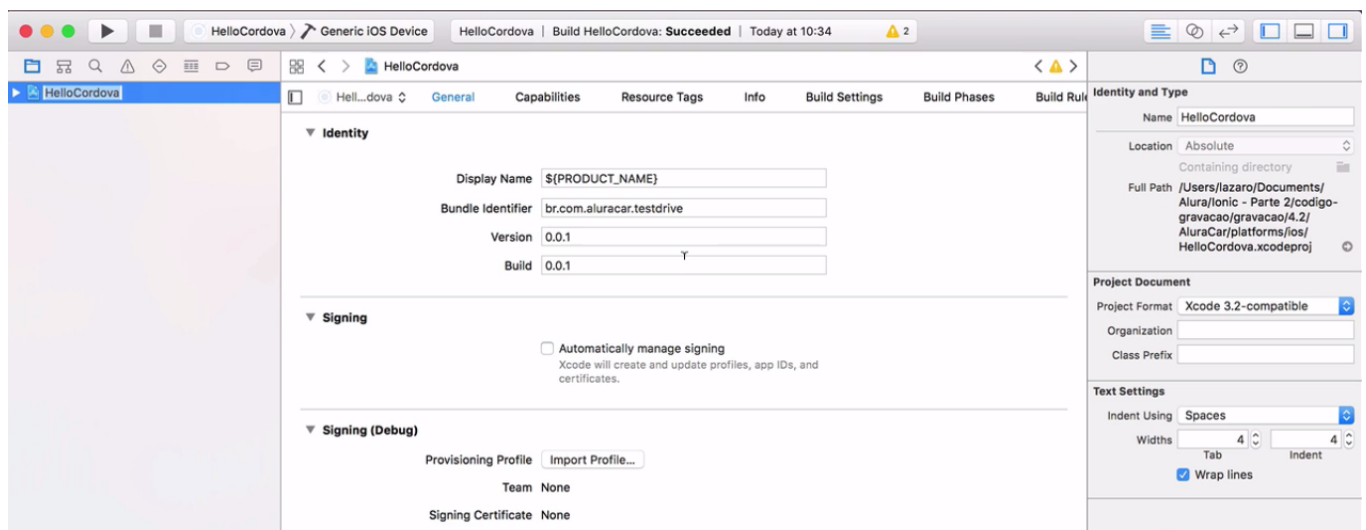 HelloCordova
Generic iOS Device
HelloCordova | Build HelloCordova: Succeeded | Today at 10:34
2
HelloCordova
HelloCordova
Hell...dova
General
Capabilities
Resource Tags
Info
Build Settings
Build Phases
Build Rule
Identity
Display Name ${PRODUCT_NAME}
Bundle Identifier br.com.aluracar.testdrive
Version 0.0.1
Build 0.0.1
Signing
Automatically manage signing
Xcode will create and update profiles, app IDs, and
certificates.
Signing (Debug)
Provisioning Profile Import Profile...
Team None
Signing Certificate None
Identity and Type
Name HelloCordova
Location Absolute
Containing directory
Full Path /Users/lazaro/Documents/
Alura/Ionic - Parte 2/codigo-
gravacao/gravacao/4.2/
AluraCar/platforms/ios/
HelloCordova.xcodeproj
Project Document
Project Format Xcode 3.2-compatible
Organization
Class Prefix
Text Settings
Indent Using Spaces
Widths 4 4
Tab Indent
Wrap lines